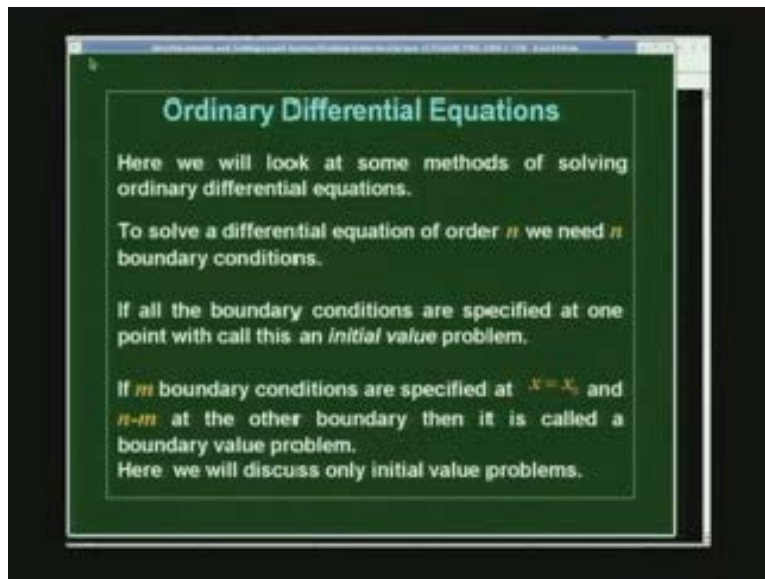 Ordinary Differential Equations
Here we will look at some methods of solving
ordinary differential equations.
To solve a differential equation of order n we need n
boundary conditions.
If all the boundary conditions are specified at one
point with call this an initial value problem.
If m boundary conditions are specified at x = x₀ and
n-m at the other boundary then it is called a
boundary value problem.
Here we will discuss only initial value problems.